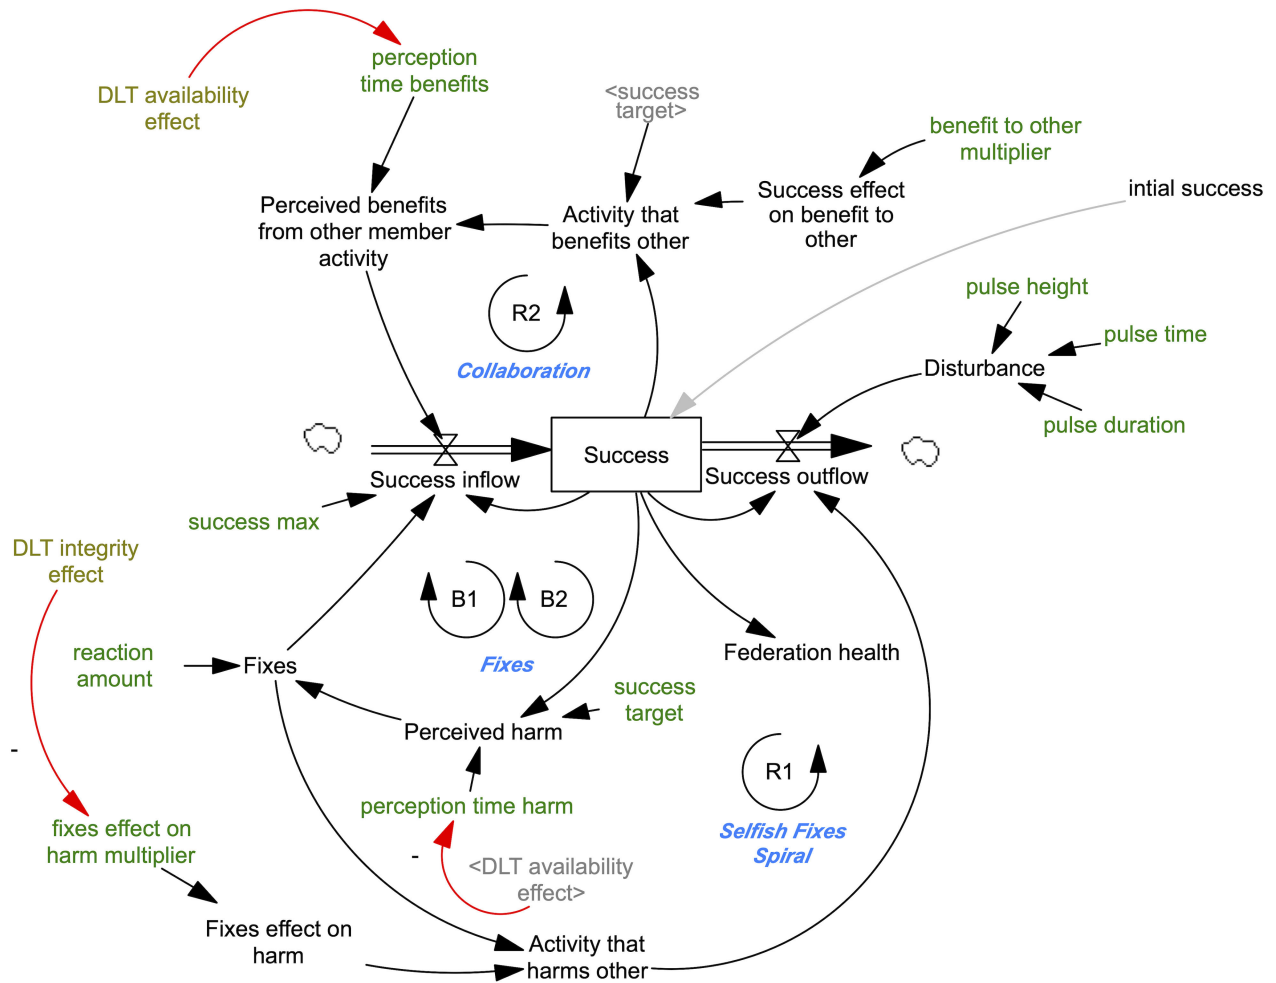 perception
time benefits
DLT availability
effect
<success
target>
benefit to other
multiplier
intial success
Perceived benefits
from other member
activity
Activity that
benefits other
Success effect
on benefit to
other
pulse height
R2
pulse time
Collaboration
Disturbance
pulse duration
Success
Success inflow
Success outflow
success max
DLT integrity
effect
B1
B2
reaction
amount
Fixes
Fixes
Federation health
success
target
Perceived harm
-
R1
perception time harm
fixes effect on
harm multiplier
Selfish Fixes
Spiral
-
<DLT availability
effect>
Fixes effect on
harm
Activity that
harms other